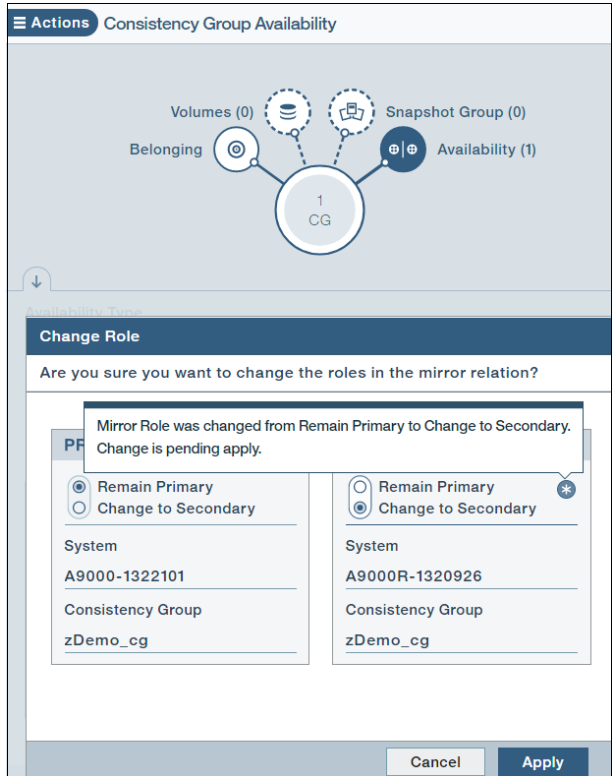 Actions Consistency Group Availability
Volumes (0) Snapshot Group (0)
Belonging Availability (1)
1
CG
Availability Type
Change Role
Are you sure you want to change the roles in the mirror relation?
Mirror Role was changed from Remain Primary to Change to Secondary.
Change is pending apply.
PR
Remain Primary Remain Primary
Change to Secondary Change to Secondary
System System
A9000-1322101 A9000R-1320926
Consistency Group Consistency Group
zDemo_cg zDemo_cg
Cancel Apply